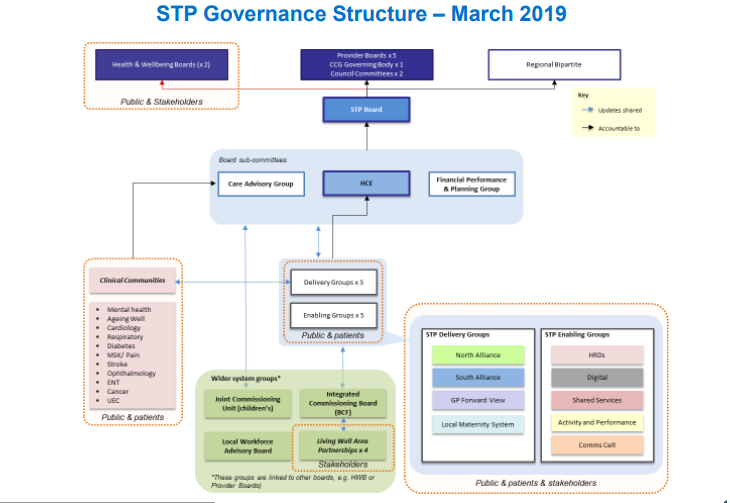 STP Governance Structure – March 2019
Health & Wellbeing Boards (x 2)
Public & Stakeholders
Provider Boards x 5
CCG Governing Body x 1
Council Committees x 2
Regional Bipartite
STP Board
Key
Updates shared
Accountable to
Board sub-committees:
Care Advisory Group
HCE
Financial Performance
& Planning Group
Clinical Communities
• Mental health
• Ageing Well
• Cardiology
• Respiratory
• Diabetes
• MSK/ Pain
• Stroke
• Ophthalmology
• ENT
• Cancer
• UEC
Public & patients
Delivery Groups x 5
Enabling Groups x 5
Public & patients
Wider system groups*
Joint Commissioning
Unit (children's)
Integrated
Commissioning Board
(BCF)
Local Workforce
Advisory Board
Living Well Area
Partnerships x 4
Stakeholders
*These groups are linked to other boards, e.g. HWB or
Provider Boards)
STP Delivery Groups
North Alliance
South Alliance
GP Forward View
Local Maternity System
STP Enabling Groups
HRDs
Digital
Shared Services
Activity and Performance
Comms Cell
Public & patients & stakeholders